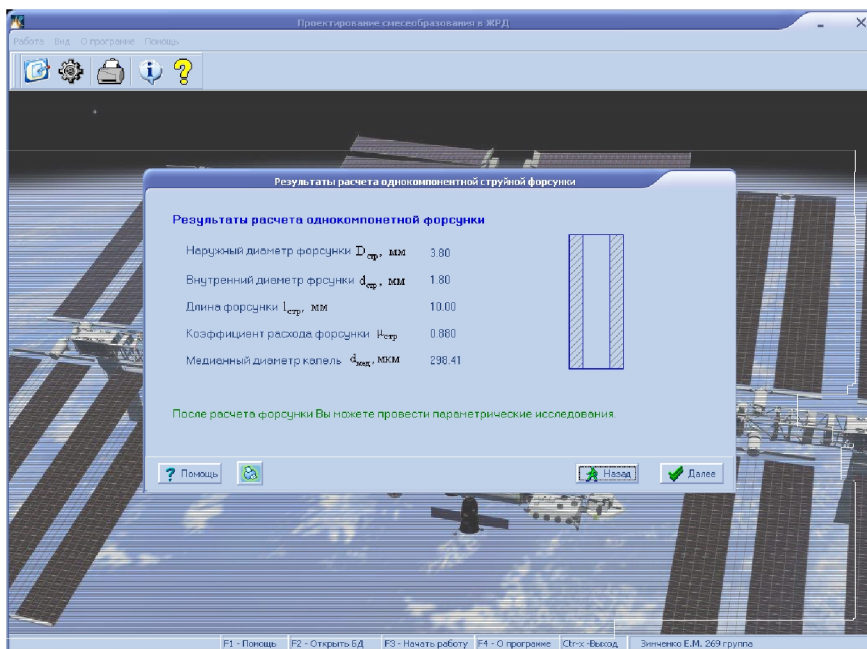 Проектирование смесеобразования в ЖРД
Работа Вид О программе Помощь
Результаты расчета однокомпонентной струйной форсунки
Результаты расчета однокомпонетной форсунки
Наружный диаметр форсунки Dстр, мм 3.80
Внутренний диаметр фрсунки dстр, мм 1.80
Длина форсунки lстр, мм 10.00
Коэффициент расхода форсунки μстр 0.880
Медианный диаметр капель dмед, мкм 298.41
После расчета форсунки Вы можете провести параметрические исследования.
Помощь Назад Далее
F1 - Помощь F2 - Открыть БД F3 - Начать работу F4 - О программе Ctr-x -Выход Зинченко Е.М. 269 группа